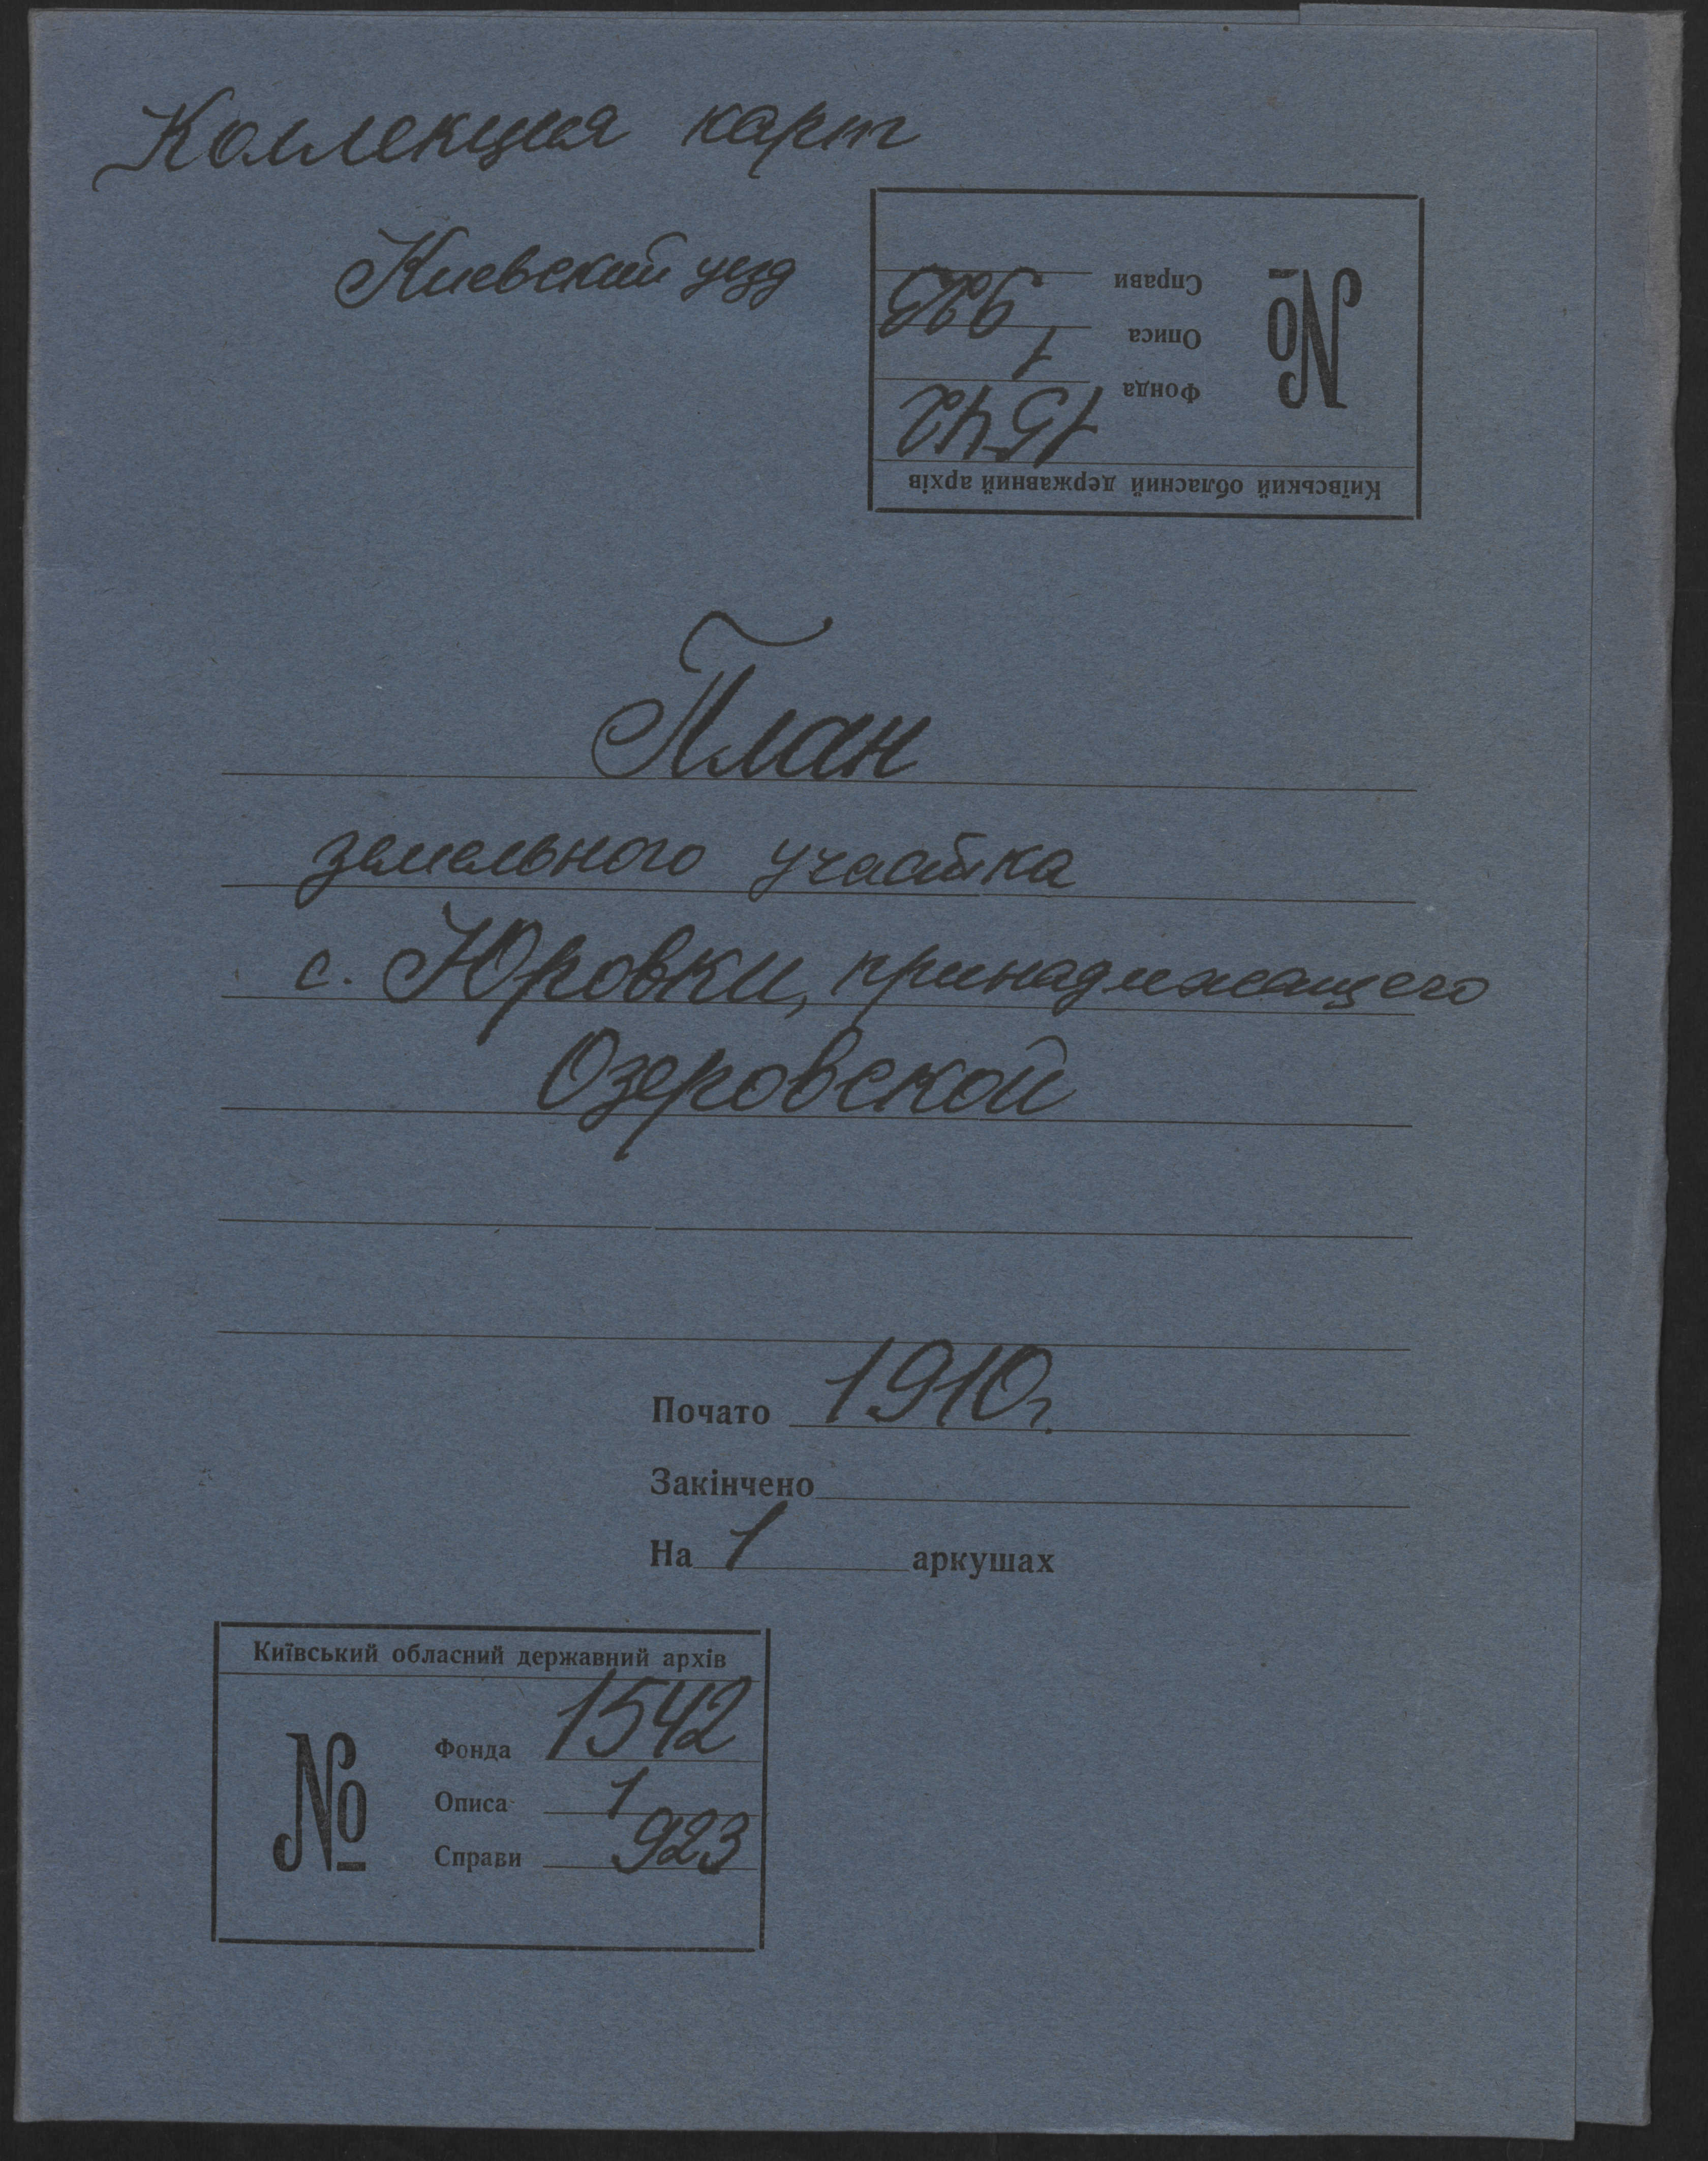 Коллекция карт
Киевский уезд
Київський обласний державний архів
№
Фонда 1542
Описа 1
Справи 923
План
земельного участка
с. Юровки, принадлежащего
Озеровской
Почато 1910 г.
Закінчено
На 1 аркушах
Київський обласний державний архів
№
Фонда 1542
Описа 1
Справи 923